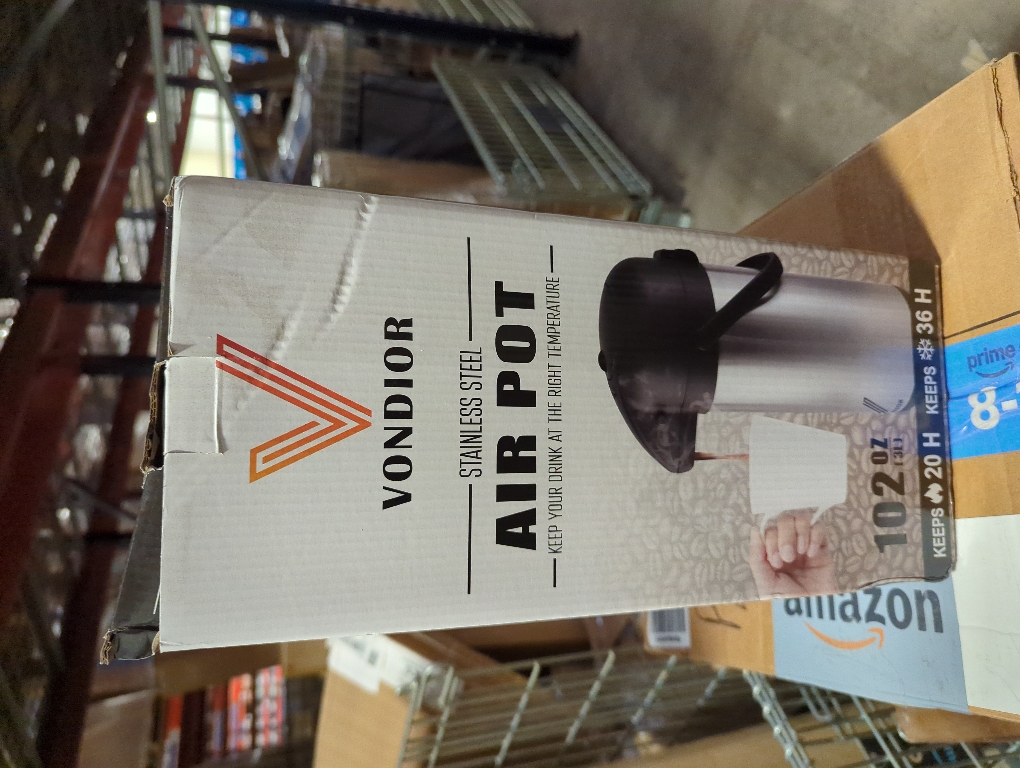 VONDIOR
STAINLESS STEEL
AIR POT
KEEP YOUR DRINK AT THE RIGHT TEMPERATURE
102 OZ
(3L)
KEEPS 20 H KEEPS 36 H
prime
amazon